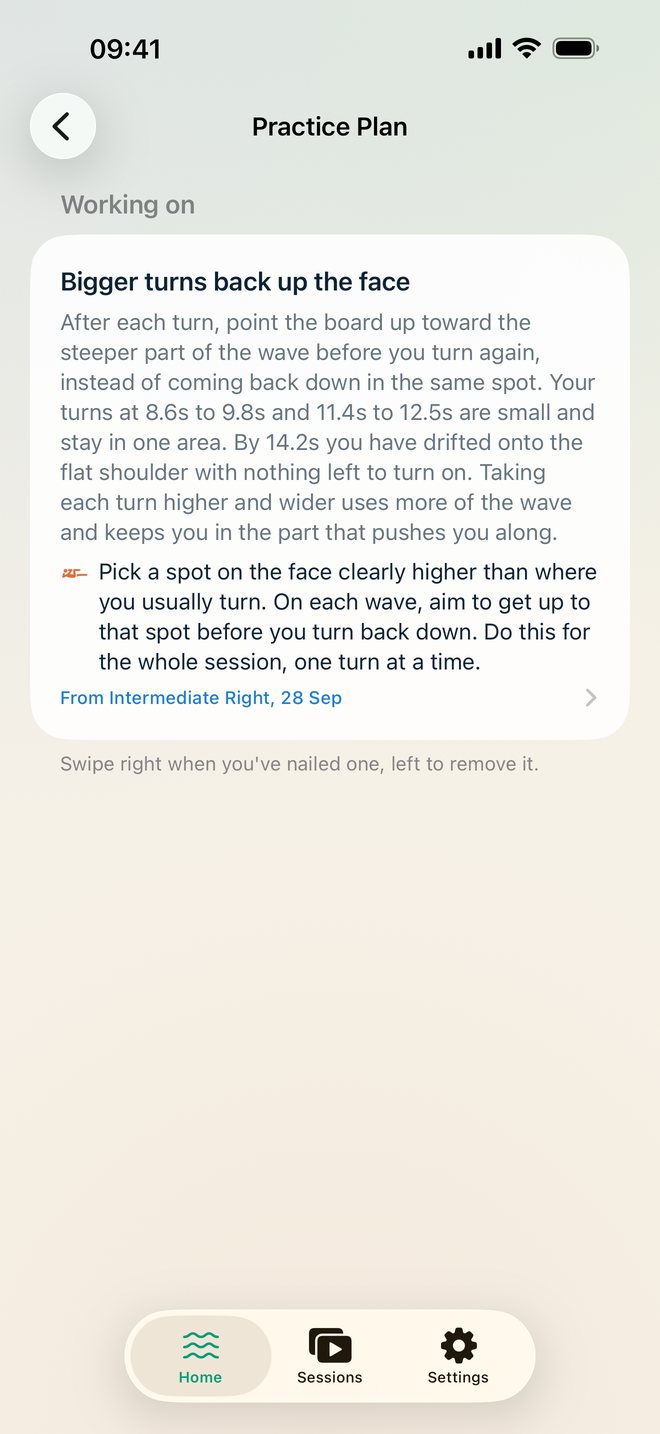 09:41
Practice Plan
Working on
Bigger turns back up the face
After each turn, point the board up toward the
steeper part of the wave before you turn again,
instead of coming back down in the same spot. Your
turns at 8.6s to 9.8s and 11.4s to 12.5s are small and
stay in one area. By 14.2s you have drifted onto the
flat shoulder with nothing left to turn on. Taking
each turn higher and wider uses more of the wave
and keeps you in the part that pushes you along.
Pick a spot on the face clearly higher than where
you usually turn. On each wave, aim to get up to
that spot before you turn back down. Do this for
the whole session, one turn at a time.
From Intermediate Right, 28 Sep
Swipe right when you've nailed one, left to remove it.
Home
Sessions
Settings